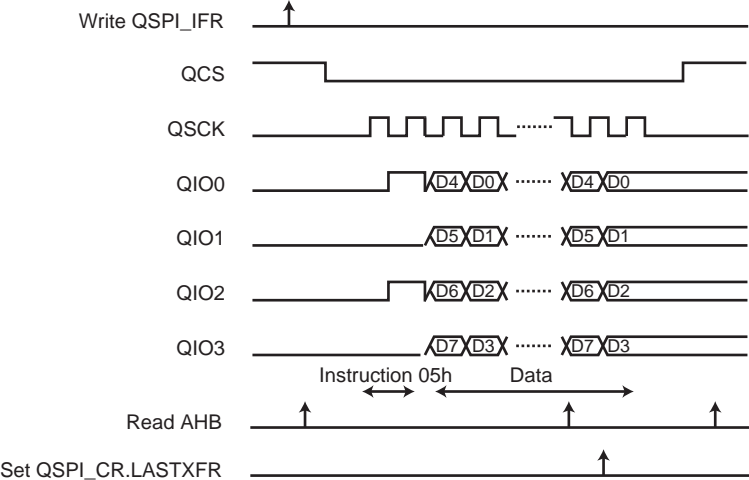 Write QSPI_IFR
QCS
QSCK
QIO0 D4 D0 D4 D0
QIO1 D5 D1 D5 D1
QIO2 D6 D2 D6 D2
QIO3 D7 D3 D7 D3
Instruction 05h Data
Read AHB
Set QSPI_CR.LASTXFR